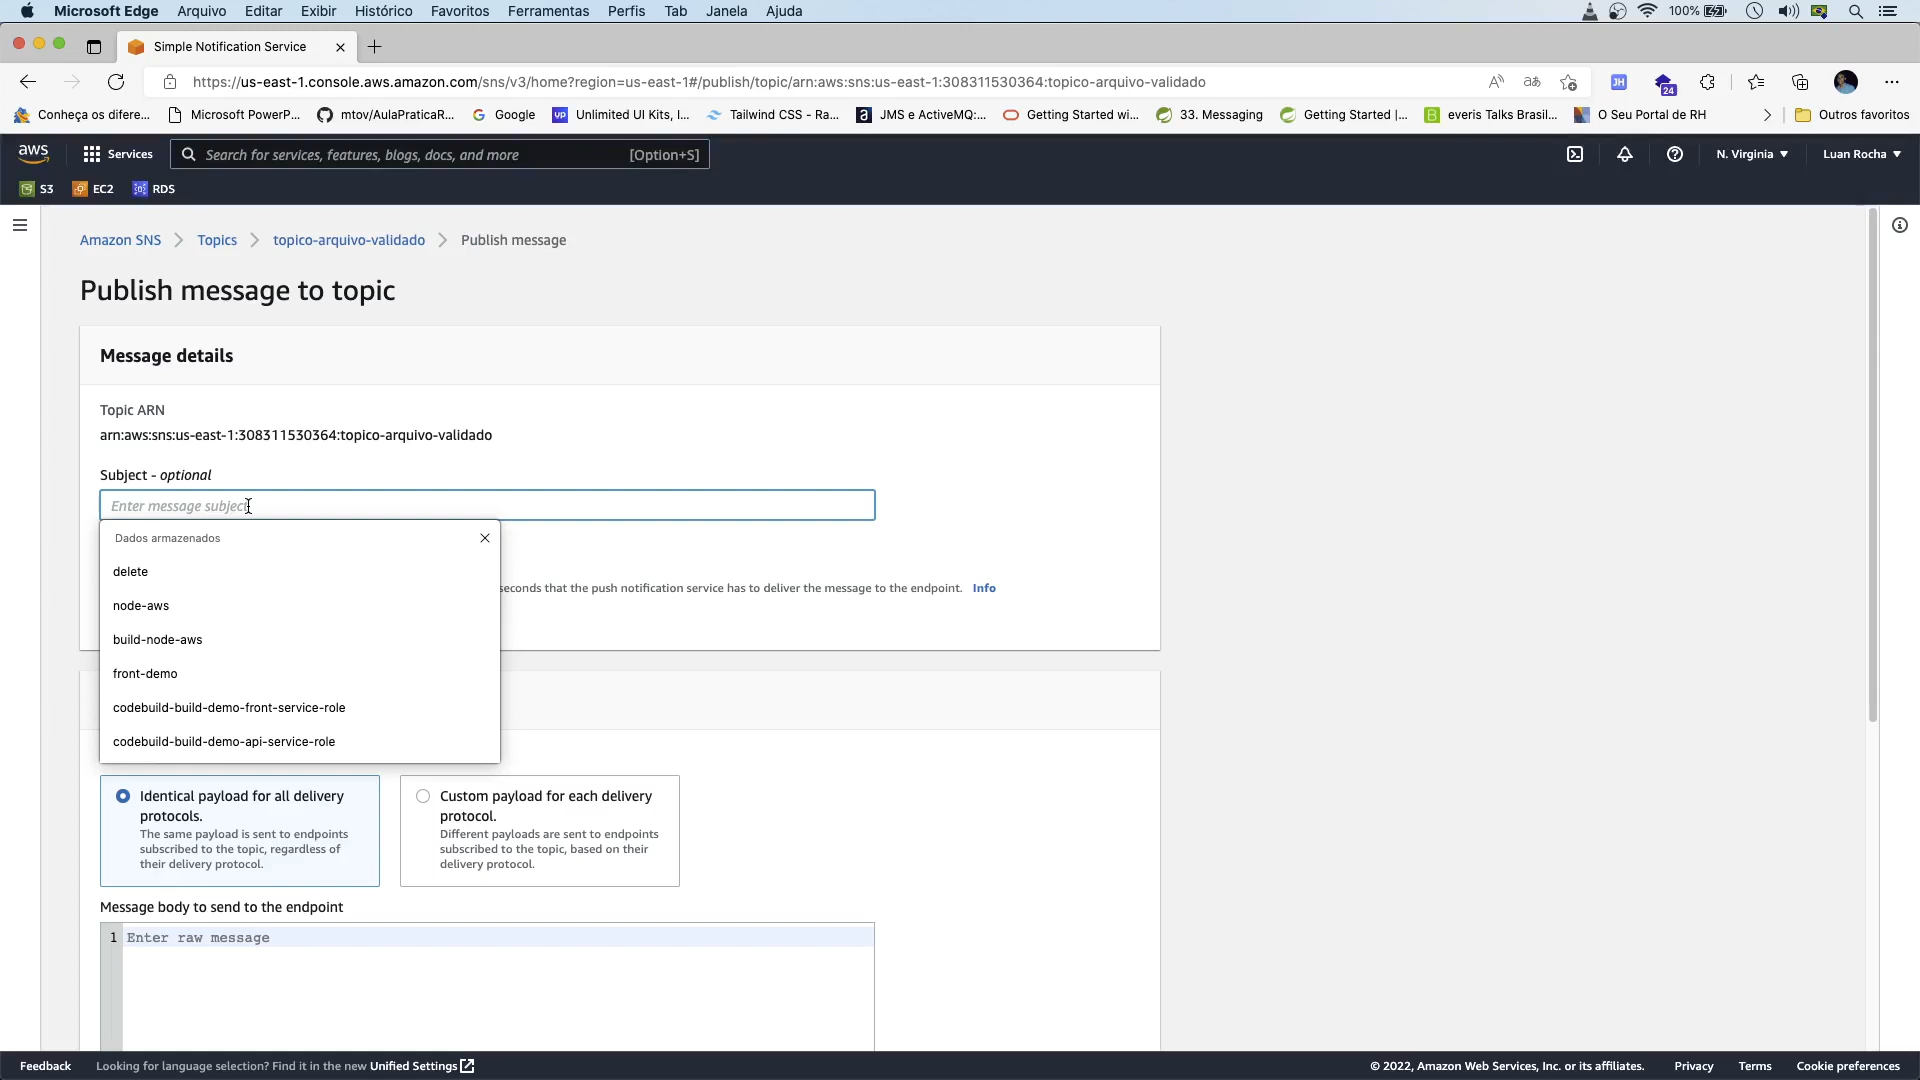 Microsoft Edge Arquivo Editar Exibir Histórico Favoritos Ferramentas Perfis Tab Janela Ajuda 100%
Simple Notification Service
https://us-east-1.console.aws.amazon.com/sns/v3/home?region=us-east-1#/publish/topic/arn:aws:sns:us-east-1:308311530364:topico-arquivo-validado
aあ JH 24
Conheça os difere... Microsoft PowerP... mtov/AulaPraticaR... Google Unlimited UI Kits, I... Tailwind CSS - Ra... JMS e ActiveMQ:... Getting Started wi... 33. Messaging Getting Started |... everis Talks Brasil... O Seu Portal de RH Outros favoritos
aws Services Search for services, features, blogs, docs, and more [Option+S] N. Virginia Luan Rocha
S3 EC2 RDS
Amazon SNS Topics topico-arquivo-validado Publish message
Publish message to topic
Message details
Topic ARN
arn:aws:sns:us-east-1:308311530364:topico-arquivo-validado
Subject - optional
Enter message subject
Dados armazenados
delete
seconds that the push notification service has to deliver the message to the endpoint. Info
node-aws
build-node-aws
front-demo
codebuild-build-demo-front-service-role
codebuild-build-demo-api-service-role
Identical payload for all delivery protocols.
The same payload is sent to endpoints subscribed to the topic, regardless of their delivery protocol.
Custom payload for each delivery protocol.
Different payloads are sent to endpoints subscribed to the topic, based on their delivery protocol.
Message body to send to the endpoint
1 Enter raw message
Feedback Looking for language selection? Find it in the new Unified Settings © 2022, Amazon Web Services, Inc. or its affiliates. Privacy Terms Cookie preferences